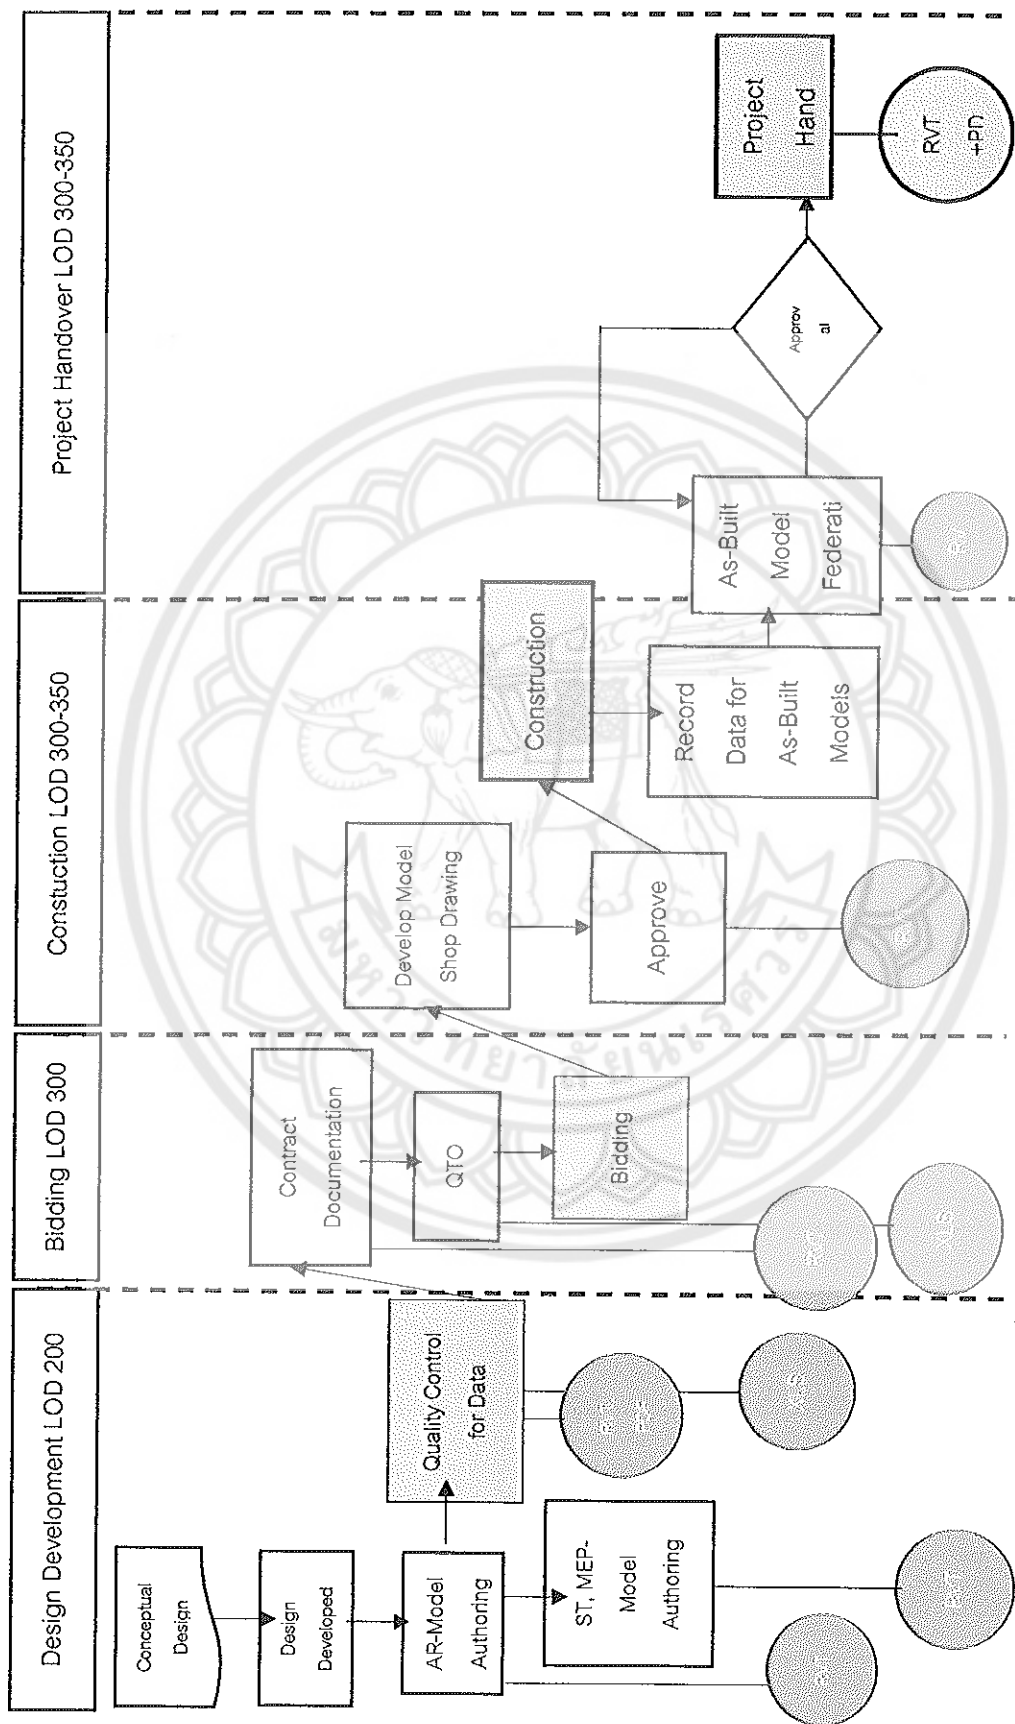 Design Development LOD 200
Bidding LOD 300
Constuction LOD 300-350
Project Handover LOD 300-350
Conceptual
Design
Design
Developed
AR-Model
Authoring
ST, MEP-
Model
Authoring
Quality Control
for Data
Contract
Documentation
QTO
Bidding
Develop Model
Shop Drawing
Approve
Construction
Record
Data for
As-Built
Models
As-Built
Model
Federati
Approv
al
Project
Hand
RVT